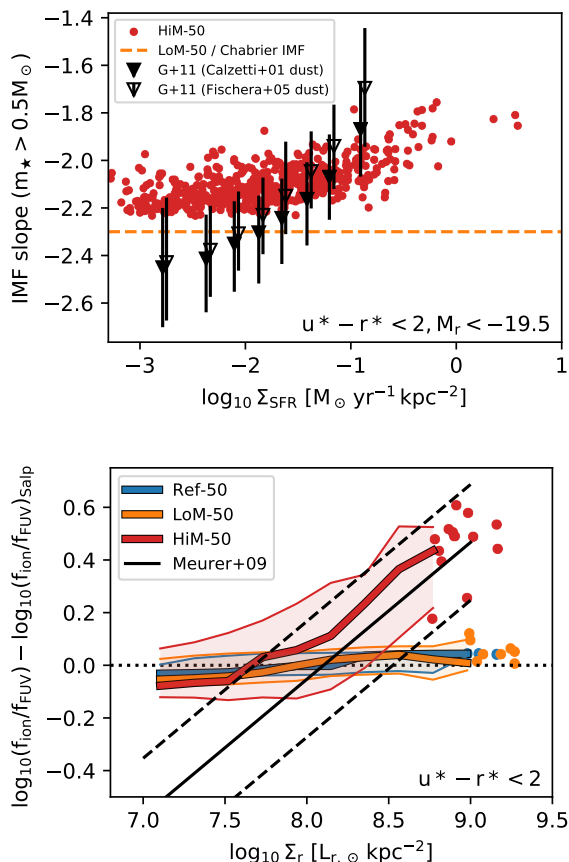 HiM-50
LoM-50 / Chabrier IMF
G+11 (Calzetti+01 dust)
G+11 (Fischera+05 dust)
−1.4
−1.6
−1.8
−2.0
−2.2
−2.4
−2.6
IMF slope (m★ > 0.5M⊙)
u* − r* < 2, Mr < −19.5
−3 −2 −1 0 1
log10 ΣSFR [M⊙ yr−1 kpc−2]
Ref-50
LoM-50
HiM-50
Meurer+09
0.6
0.4
0.2
0.0
−0.2
−0.4
log10(fion/fFUV) − log10(fion/fFUV)Salp
u* − r* < 2
7.0 7.5 8.0 8.5 9.0 9.5
log10 Σr [Lr,⊙ kpc−2]